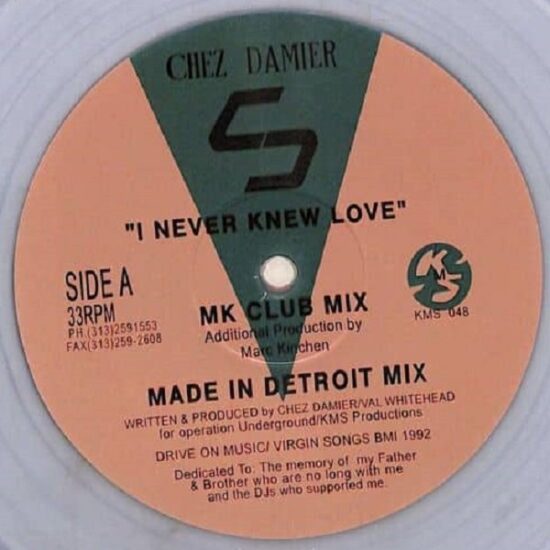 CHEZ DAMIER
"I NEVER KNEW LOVE"
SIDE A
33RPM
PH.(313)2591553
FAX(313)259-2608
KMS
KMS 048
MK CLUB MIX
Additional Production by
Marc Kinchen
MADE IN DETROIT MIX
WRITTEN & PRODUCED by CHEZ DAMIER/VAL WHITEHEAD
for operation Underground/KMS Productions
DRIVE ON MUSIC/ VIRGIN SONGS BMI 1992
Dedicated To: The memory of my Father
& Brother who are no long with me
and the DJs who supported me.